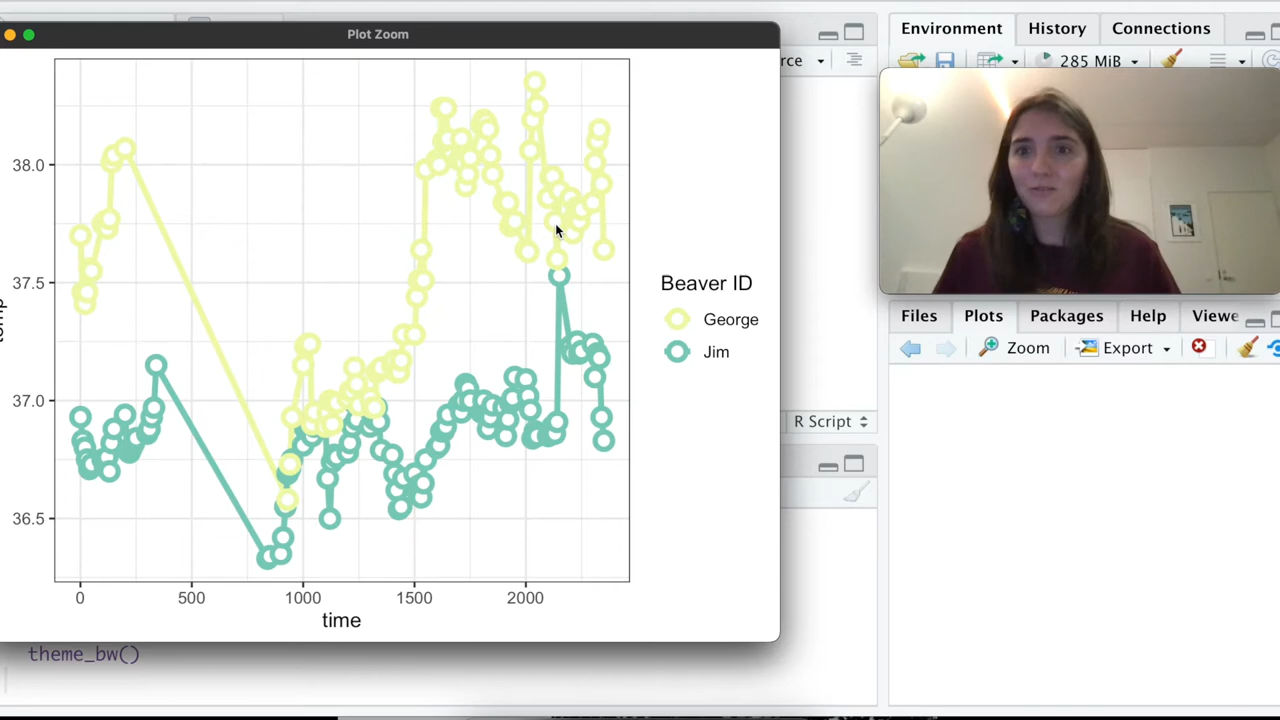 Plot Zoom
rce
Environment History Connections
285 MiB
38.0
37.5
37.0
36.5
0 500 1000 1500 2000
time
Beaver ID
George
Jim
Files Plots Packages Help Viewe
Zoom Export
R Script
theme_bw()